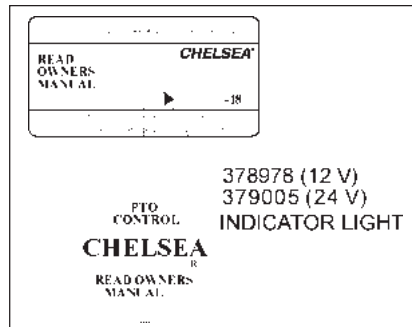 READ
OWNERS
MANUAL
CHELSEA
-18
378978 (12 V)
379005 (24 V)
INDICATOR LIGHT
PTO
CONTROL
CHELSEA
R
READ OWNERS
MANUAL